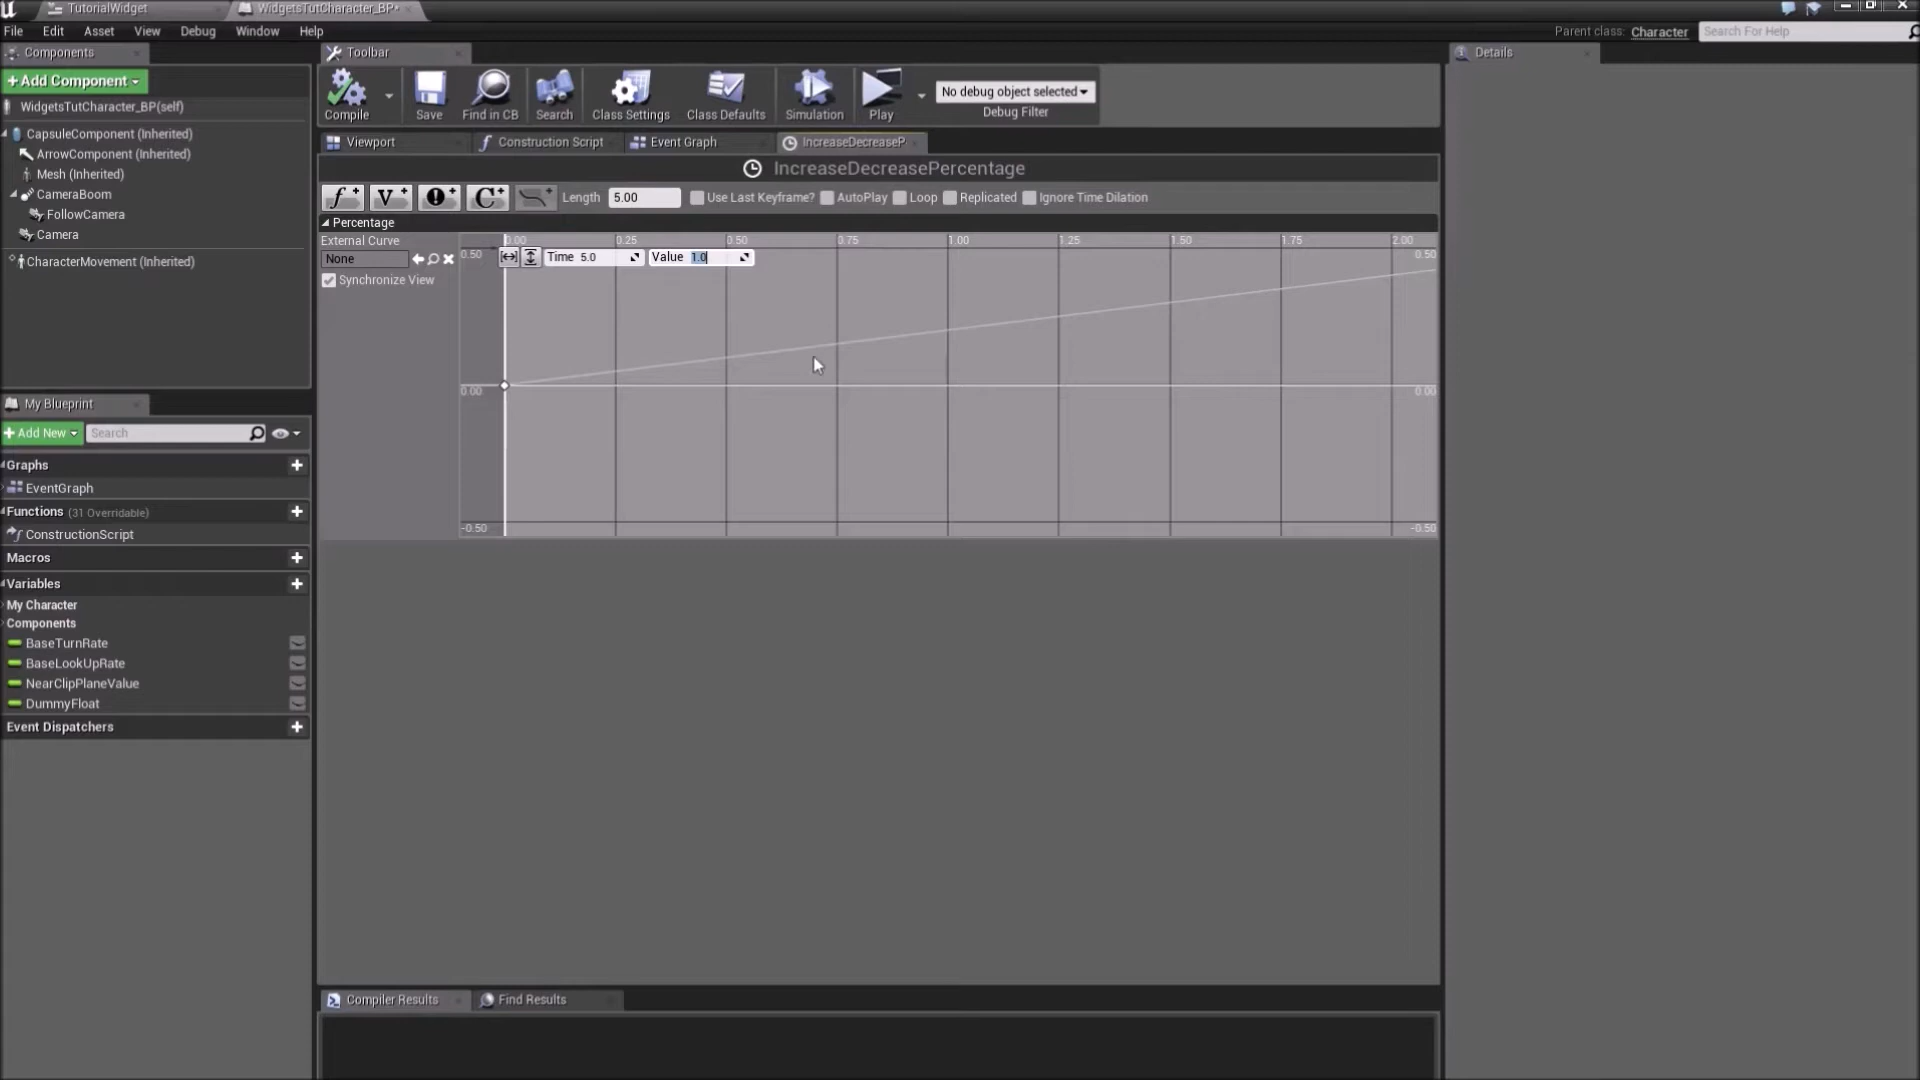 TutorialWidget
WidgetsTutCharacter_BP*
File Edit Asset View Debug Window Help
Parent class: Character
Search For Help
Components
+Add Component
WidgetsTutCharacter_BP(self)
CapsuleComponent (Inherited)
ArrowComponent (Inherited)
Mesh (Inherited)
CameraBoom
FollowCamera
Camera
CharacterMovement (Inherited)
My Blueprint
+Add New
Search
Graphs
EventGraph
Functions (31 Overridable)
ConstructionScript
Macros
Variables
My Character
Components
BaseTurnRate
BaseLookUpRate
NearClipPlaneValue
DummyFloat
Event Dispatchers
Toolbar
Compile Save Find in CB Search Class Settings Class Defaults Simulation Play
No debug object selected
Debug Filter
Viewport Construction Script Event Graph IncreaseDecreaseP
IncreaseDecreasePercentage
f+ V+ !+ C+ Length 5.00 Use Last Keyframe? AutoPlay Loop Replicated Ignore Time Dilation
Percentage
External Curve
None
Synchronize View
0.00 0.25 0.50 0.75 1.00 1.25 1.50 1.75 2.00
0.50 Time 5.0 Value 1.0 0.50
0.00 0.00
-0.50 -0.50
Compiler Results Find Results
Details